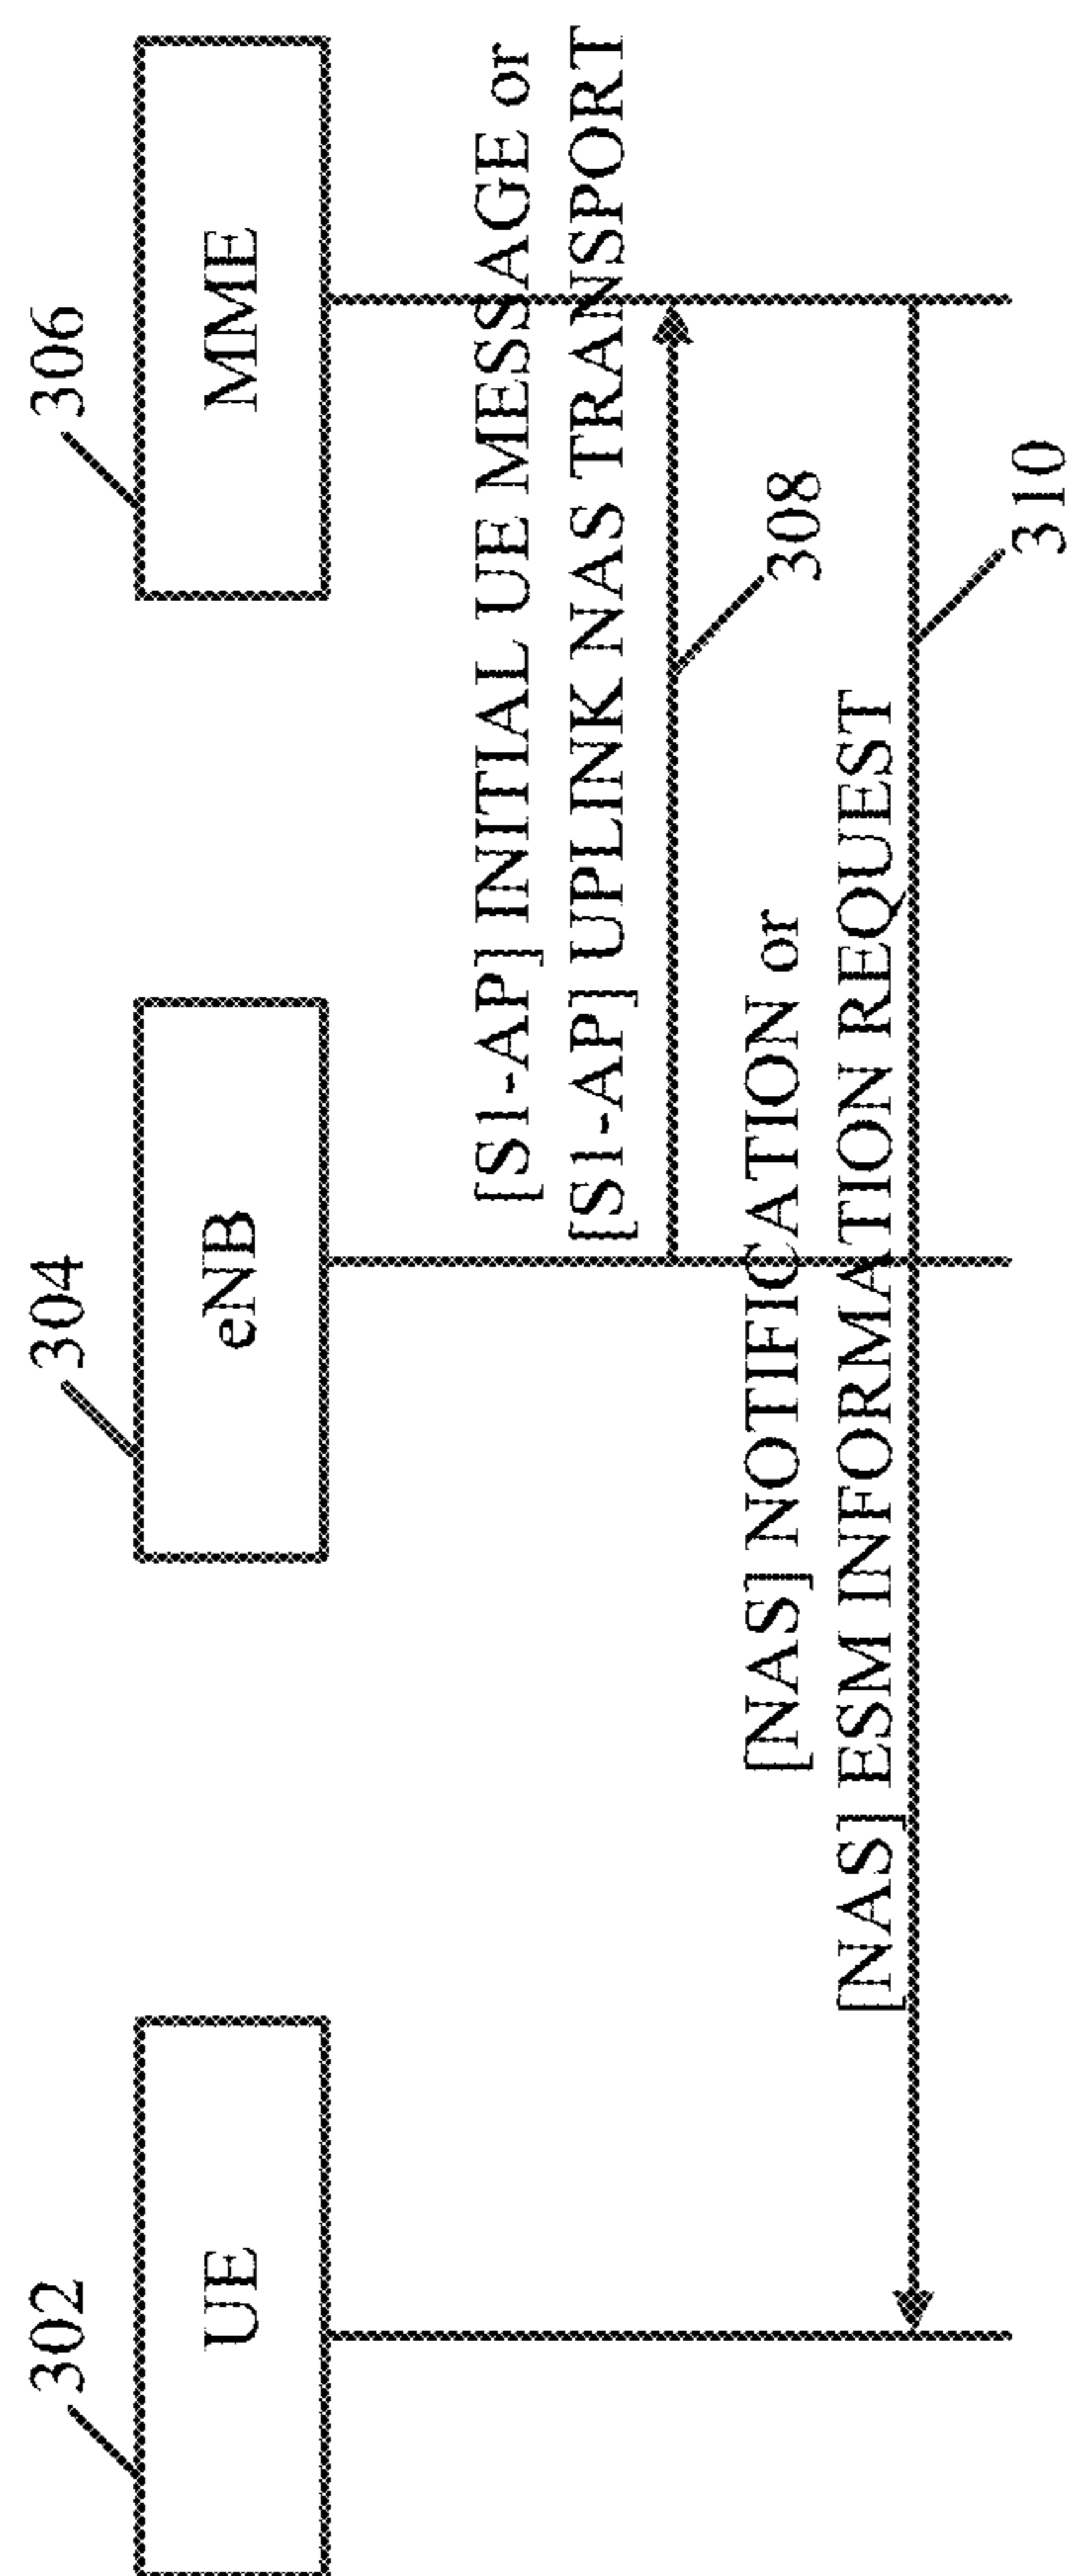 302
304
306
UE
eNB
MME
[S1-AP] INITIAL UE MESSAGE or
[S1-AP] UPLINK NAS TRANSPORT
308
[NAS] NOTIFICATION or
[NAS] ESM INFORMATION REQUEST
310